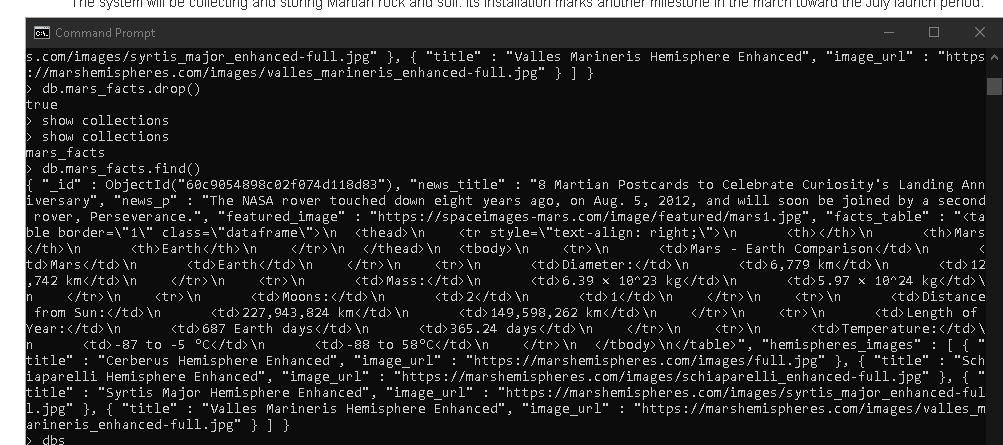 The system will be collecting and storing Martian rock and soil. Its installation marks another milestone in the march toward the July launch period.
Command Prompt
s.com/images/syrtis_major_enhanced-full.jpg" }, { "title" : "Valles Marineris Hemisphere Enhanced", "image_url" : "https
://marshemispheres.com/images/valles_marineris_enhanced-full.jpg" } ] }
> db.mars_facts.drop()
true
> show collections
> show collections
mars_facts
> db.mars_facts.find()
{ "_id" : ObjectId("60c9054898c02f074d118d83"), "news_title" : "8 Martian Postcards to Celebrate Curiosity's Landing Ann
iversary", "news_p" : "The NASA rover touched down eight years ago, on Aug. 5, 2012, and will soon be joined by a second
 rover, Perseverance.", "featured_image" : "https://spaceimages-mars.com/image/featured/mars1.jpg", "facts_table" : "<ta
ble border=\"1\" class=\"dataframe\">\n  <thead>\n    <tr style=\"text-align: right;\">\n      <th></th>\n      <th>Mars
</th>\n      <th>Earth</th>\n    </tr>\n  </thead>\n  <tbody>\n    <tr>\n      <td>Mars - Earth Comparison</td>\n      <
td>Mars</td>\n      <td>Earth</td>\n    </tr>\n    <tr>\n      <td>Diameter:</td>\n      <td>6,779 km</td>\n      <td>12
,742 km</td>\n    </tr>\n    <tr>\n      <td>Mass:</td>\n      <td>6.39 × 10^23 kg</td>\n      <td>5.97 × 10^24 kg</td>\
n    </tr>\n    <tr>\n      <td>Moons:</td>\n      <td>2</td>\n      <td>1</td>\n    </tr>\n    <tr>\n      <td>Distance
 from Sun:</td>\n      <td>227,943,824 km</td>\n      <td>149,598,262 km</td>\n    </tr>\n    <tr>\n      <td>Length of 
Year:</td>\n      <td>687 Earth days</td>\n      <td>365.24 days</td>\n    </tr>\n    <tr>\n      <td>Temperature:</td>\
n      <td>-87 to -5 °C</td>\n      <td>-88 to 58°C</td>\n    </tr>\n  </tbody>\n</table>", "hemispheres_images" : [ { "
title" : "Cerberus Hemisphere Enhanced", "image_url" : "https://marshemispheres.com/images/full.jpg" }, { "title" : "Sch
iaparelli Hemisphere Enhanced", "image_url" : "https://marshemispheres.com/images/schiaparelli_enhanced-full.jpg" }, { "
title" : "Syrtis Major Hemisphere Enhanced", "image_url" : "https://marshemispheres.com/images/syrtis_major_enhanced-ful
l.jpg" }, { "title" : "Valles Marineris Hemisphere Enhanced", "image_url" : "https://marshemispheres.com/images/valles_m
arineris_enhanced-full.jpg" } ] }
> dbs